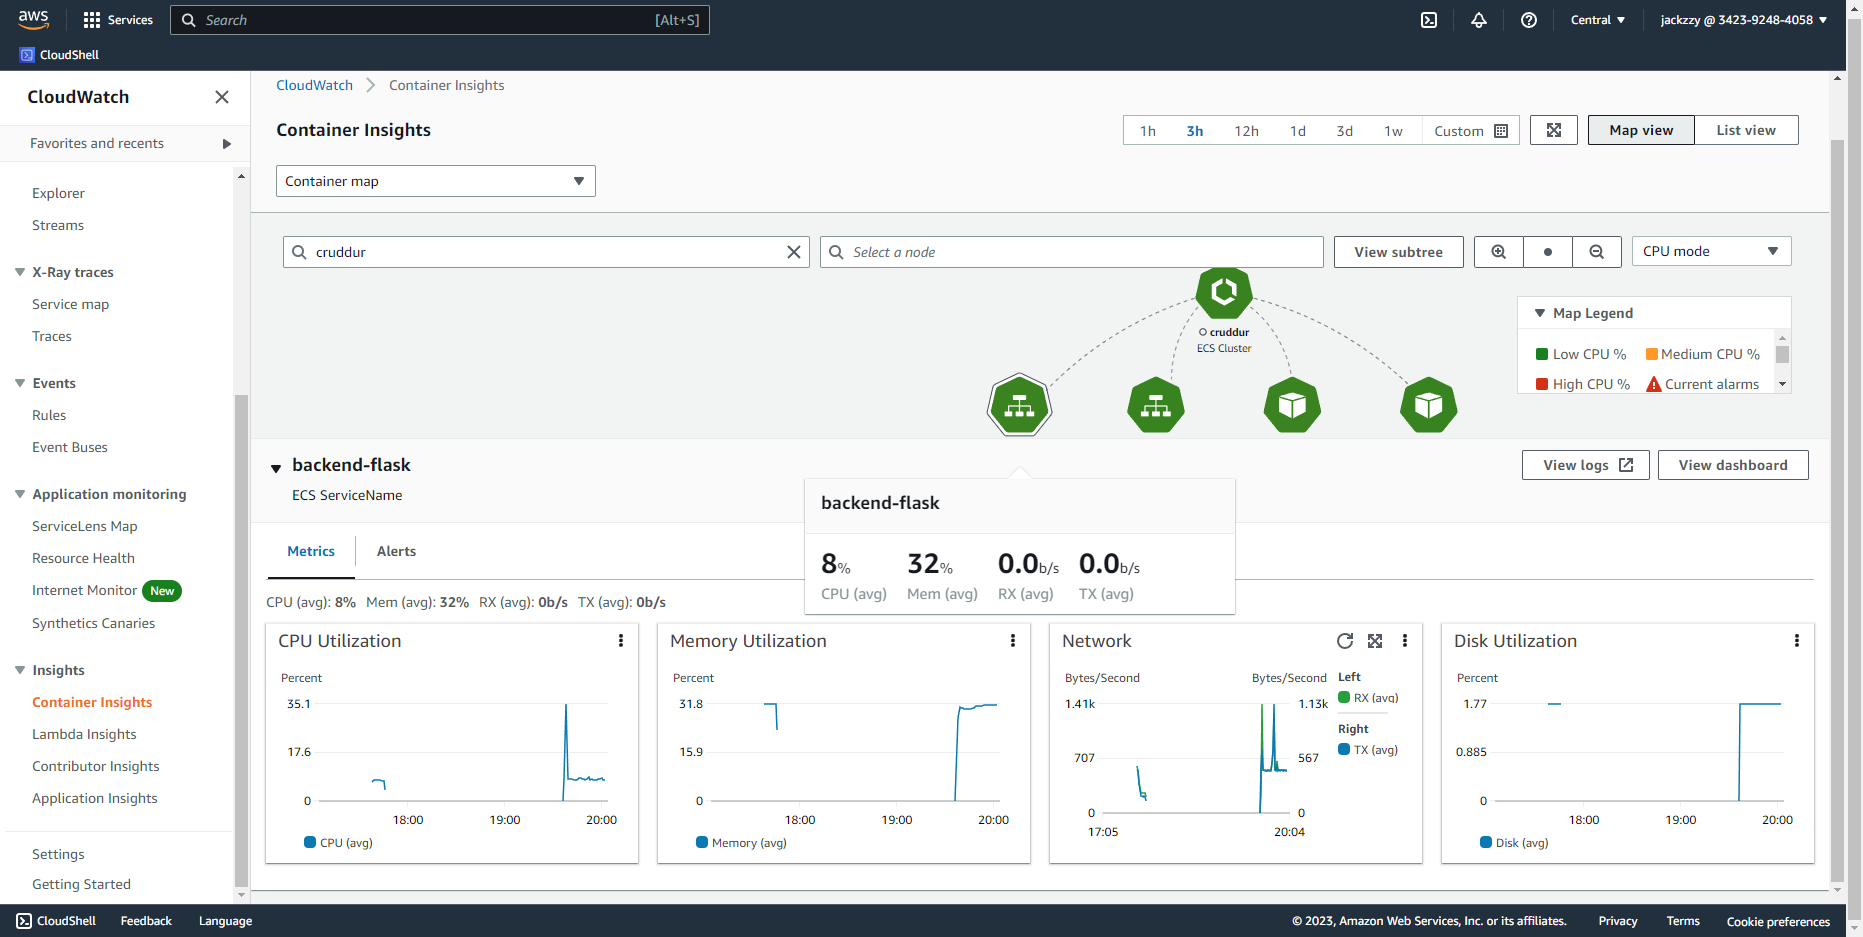 aws
Services
Search
[Alt+S]
Central ▼
jackzzy @ 3423-9248-4058 ▼
CloudShell
CloudWatch
Favorites and recents
Explorer
Streams
X-Ray traces
Service map
Traces
Events
Rules
Event Buses
Application monitoring
ServiceLens Map
Resource Health
Internet Monitor New
Synthetics Canaries
Insights
Container Insights
Lambda Insights
Contributor Insights
Application Insights
Settings
Getting Started
CloudWatch > Container Insights
Container Insights
1h 3h 12h 1d 3d 1w Custom
Map view List view
Container map
cruddur
Select a node
View subtree
CPU mode
cruddur
ECS Cluster
Map Legend
Low CPU % Medium CPU %
High CPU % Current alarms
backend-flask
ECS ServiceName
View logs
View dashboard
backend-flask
8% 32% 0.0b/s 0.0b/s
CPU (avg) Mem (avg) RX (avg) TX (avg)
Metrics Alerts
CPU (avg): 8% Mem (avg): 32% RX (avg): 0b/s TX (avg): 0b/s
CPU Utilization
Percent
35.1
17.6
0
18:00 19:00 20:00
CPU (avg)
Memory Utilization
Percent
31.8
15.9
0
18:00 19:00 20:00
Memory (avg)
Network
Bytes/Second Bytes/Second
1.41k 1.13k
707 567
0 0
17:05 20:04
Left
RX (avg)
Right
TX (avg)
Disk Utilization
Percent
1.77
0.885
0
18:00 19:00 20:00
Disk (avg)
CloudShell Feedback Language
© 2023, Amazon Web Services, Inc. or its affiliates. Privacy Terms Cookie preferences